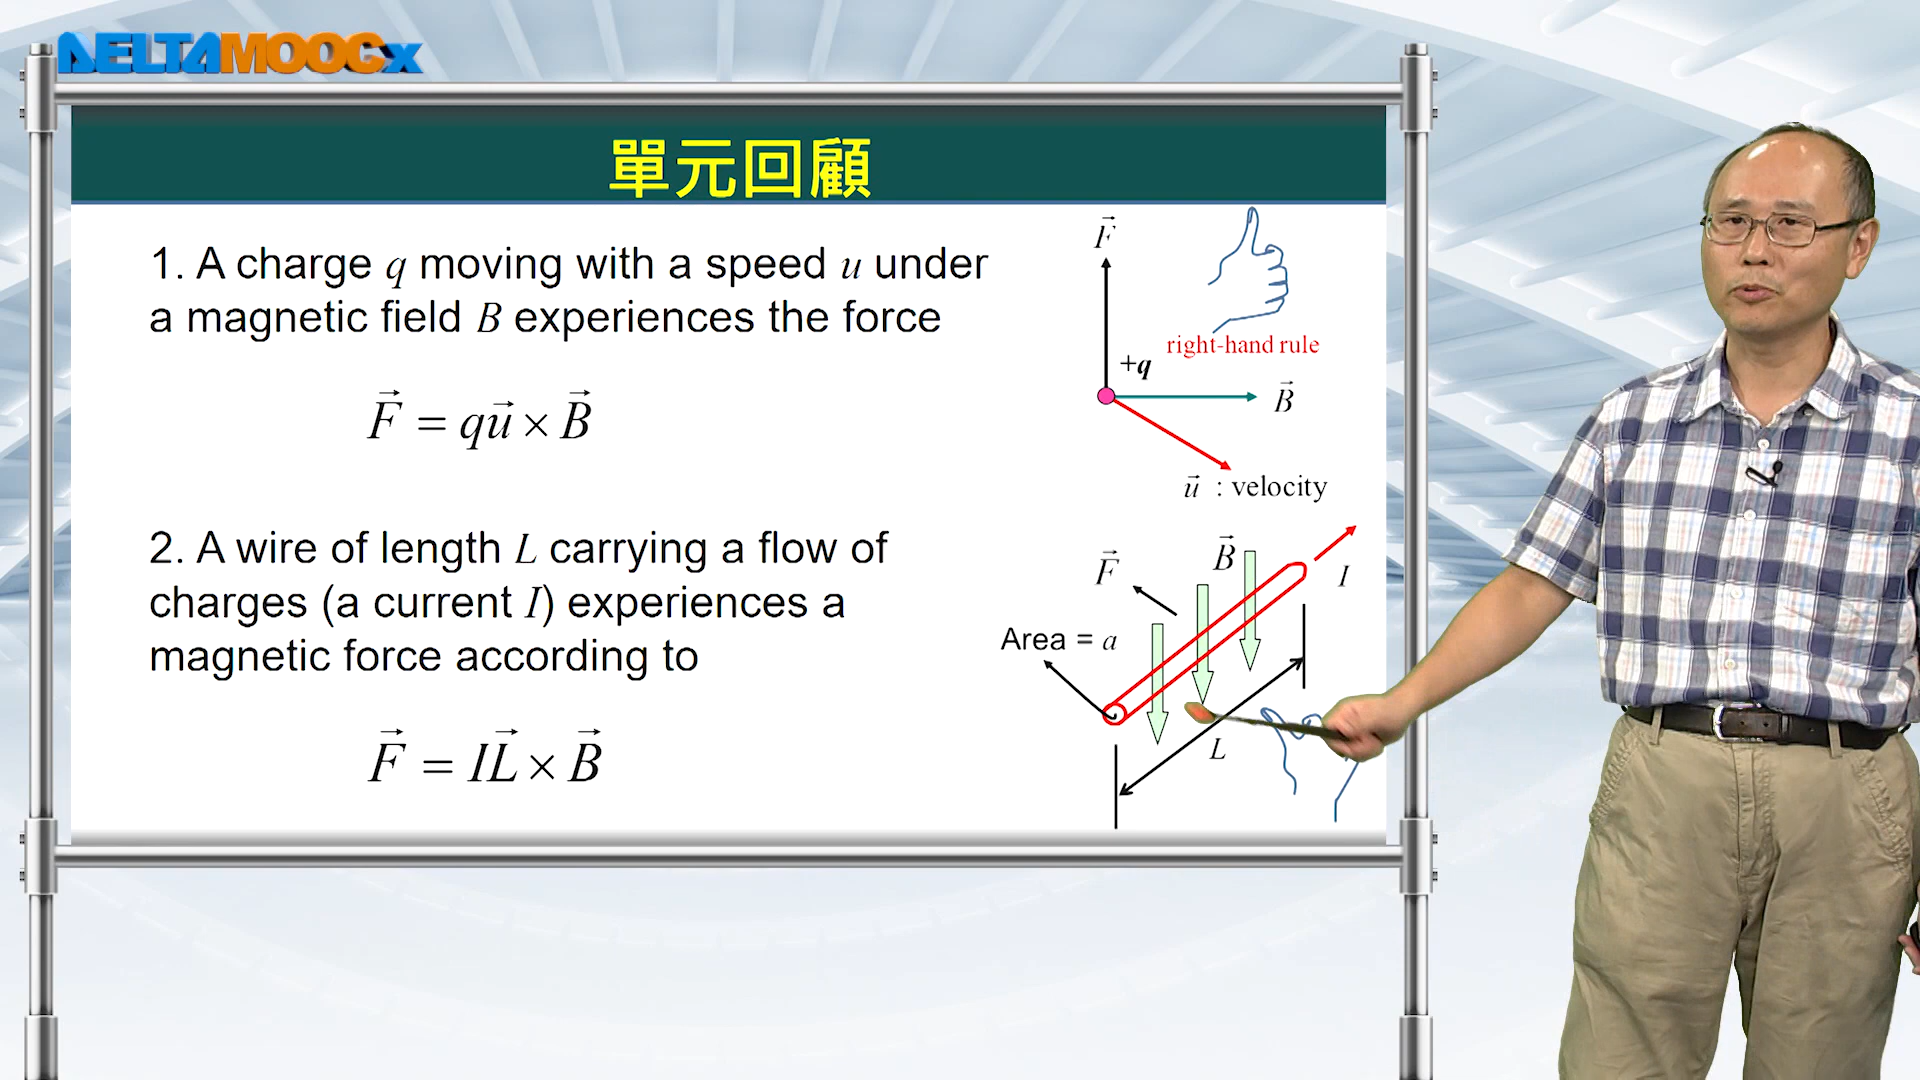 DELTAMOOCx
單元回顧
1. A charge q moving with a speed u under
a magnetic field B experiences the force
F⃗ = qu⃗ × B⃗
2. A wire of length L carrying a flow of
charges (a current I) experiences a
magnetic force according to
F⃗ = IL⃗ × B⃗
F⃗
right-hand rule
+q
B⃗
u⃗ : velocity
B⃗
F⃗
I
Area = a
L